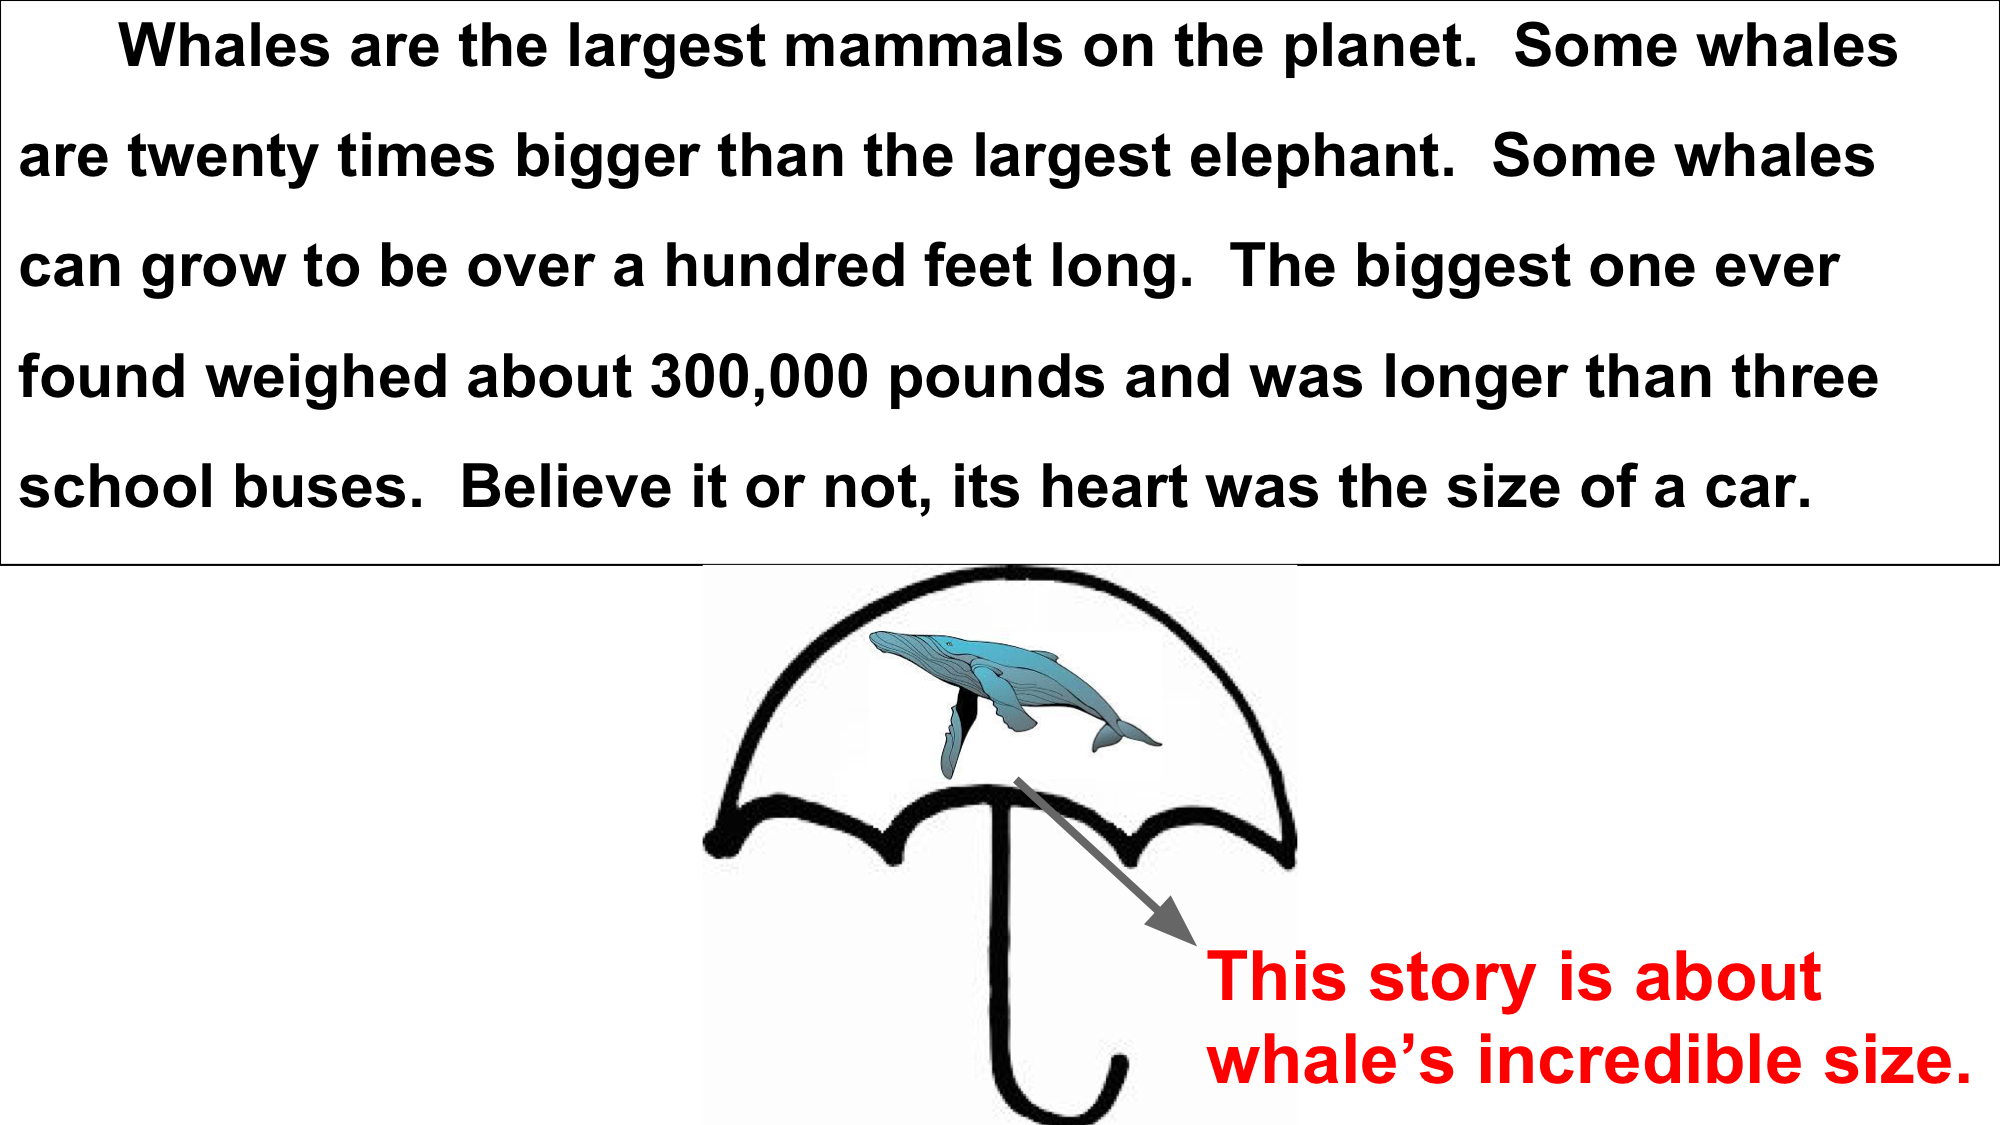 Whales are the largest mammals on the planet.  Some whales
are twenty times bigger than the largest elephant.  Some whales
can grow to be over a hundred feet long.  The biggest one ever
found weighed about 300,000 pounds and was longer than three
school buses.  Believe it or not, its heart was the size of a car.
This story is about
whale’s incredible size.